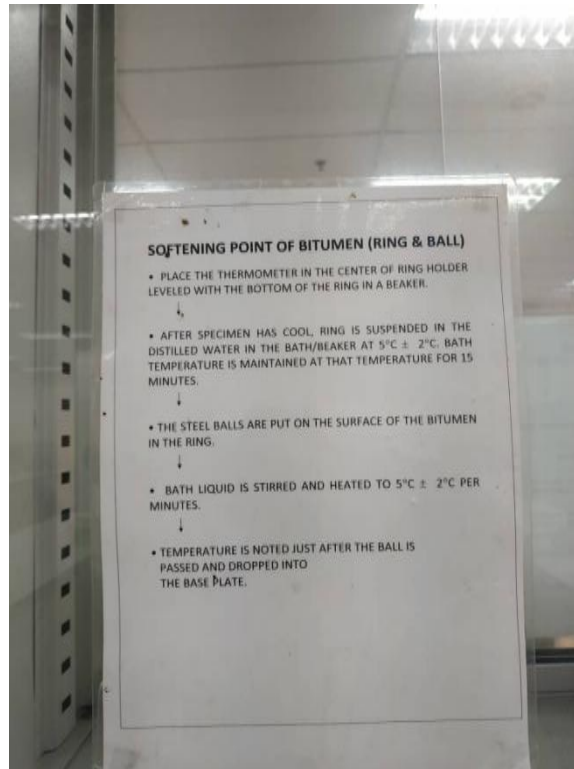 SOFTENING POINT OF BITUMEN (RING & BALL)
• PLACE THE THERMOMETER IN THE CENTER OF RING HOLDER
LEVELED WITH THE BOTTOM OF THE RING IN A BEAKER.
↓
• AFTER SPECIMEN HAS COOL, RING IS SUSPENDED IN THE
DISTILLED WATER IN THE BATH/BEAKER AT 5°C ± 2°C. BATH
TEMPERATURE IS MAINTAINED AT THAT TEMPERATURE FOR 15
MINUTES.
↓
• THE STEEL BALLS ARE PUT ON THE SURFACE OF THE BITUMEN
IN THE RING.
↓
• BATH LIQUID IS STIRRED AND HEATED TO 5°C ± 2°C PER
MINUTES.
↓
• TEMPERATURE IS NOTED JUST AFTER THE BALL IS
PASSED AND DROPPED INTO
THE BASE PLATE.